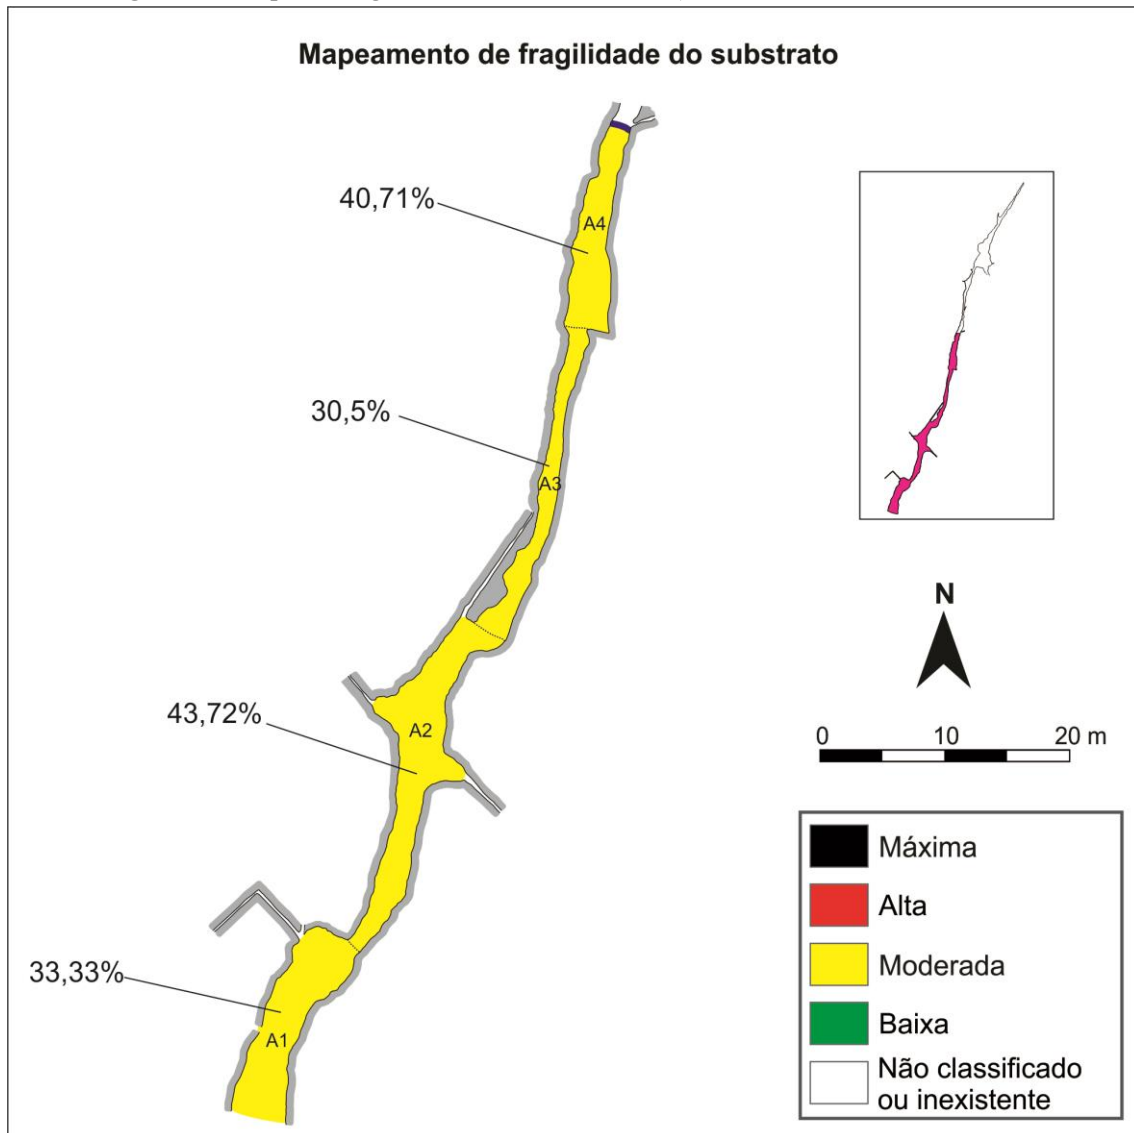 Mapeamento de fragilidade do substrato
40,71%
A4
30,5%
A3
43,72%
A2
33,33%
A1
N
0 10 20 m
Máxima
Alta
Moderada
Baixa
Não classificado
ou inexistente